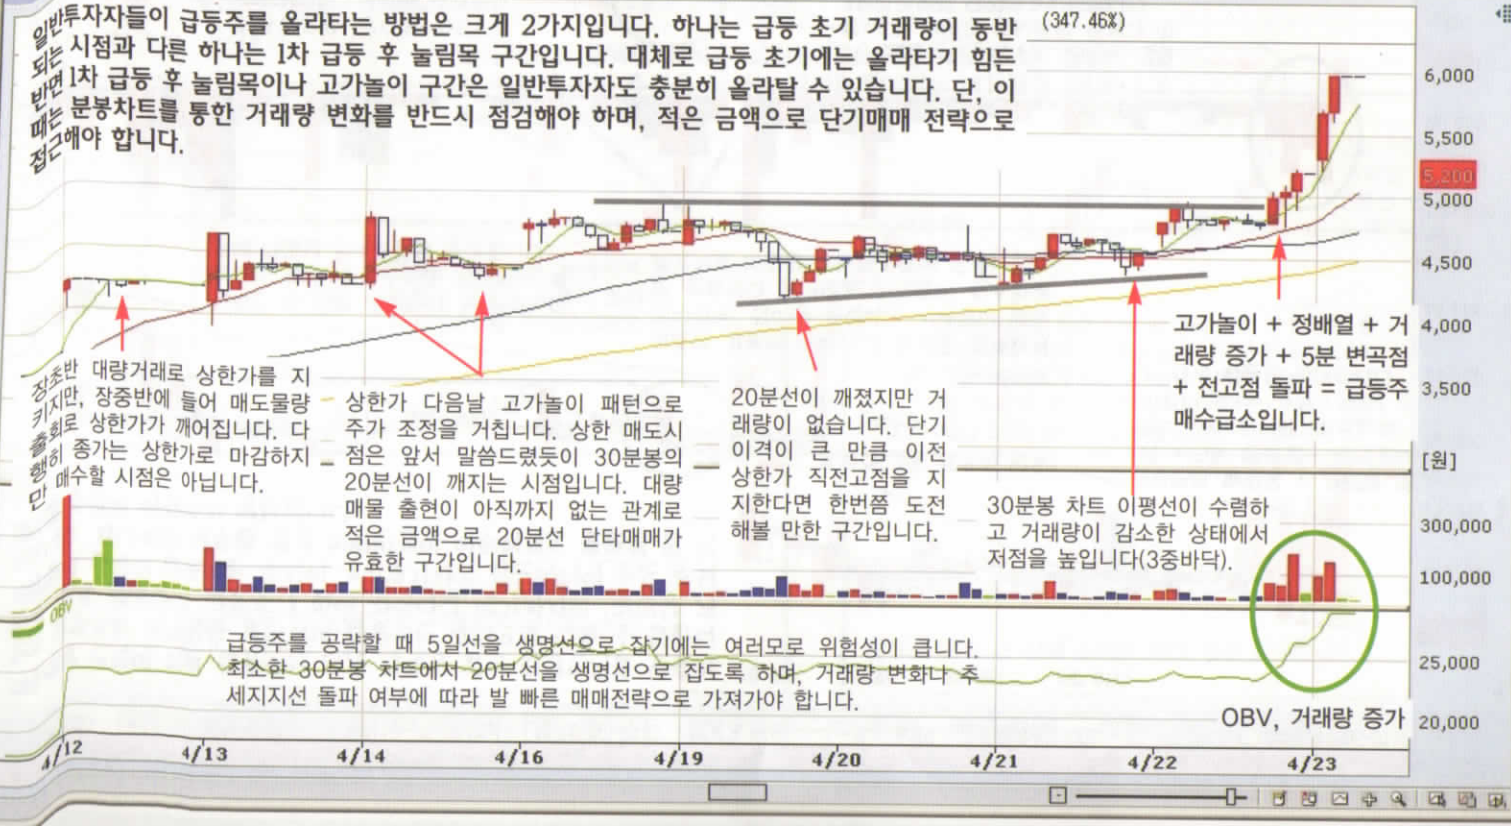 일반투자자들이 급등주를 올라타는 방법은 크게 2가지입니다. 하나는 급등 초기 거래량이 동반
되는 시점과 다른 하나는 1차 급등 후 눌림목 구간입니다. 대체로 급등 초기에는 올라타기 힘든
반면 1차 급등 후 눌림목이나 고가놀이 구간은 일반투자자도 충분히 올라탈 수 있습니다. 단, 이
때는 분봉차트를 통한 거래량 변화를 반드시 점검해야 하며, 적은 금액으로 단기매매 전략으로
접근해야 합니다.
(347.46%)
6,000
5,500
5,200
5,000
4,500
4,000
3,500
[원]
고가놀이 + 정배열 + 거
래량 증가 + 5분 변곡점
+ 전고점 돌파 = 급등주
매수급소입니다.
장초반 대량거래로 상한가를 지
키지만, 장중반에 들어 매도물량
출회로 상한가가 깨어집니다. 다
행히 종가는 상한가로 마감하지
만 매수할 시점은 아닙니다.
상한가 다음날 고가놀이 패턴으로
주가 조정을 거칩니다. 상한 매도시
점은 앞서 말씀드렸듯이 30분봉의
20분선이 깨지는 시점입니다. 대량
매물 출현이 아직까지 없는 관계로
적은 금액으로 20분선 단타매매가
유효한 구간입니다.
20분선이 깨졌지만 거
래량이 없습니다. 단기
이격이 큰 만큼 이전
상한가 직전고점을 지
지한다면 한번쯤 도전
해볼 만한 구간입니다.
30분봉 차트 이평선이 수렴하
고 거래량이 감소한 상태에서
저점을 높입니다(3중바닥).
300,000
100,000
OBV
급등주를 공략할 때 5일선을 생명선으로 잡기에는 여러모로 위험성이 큽니다.
최소한 30분봉 차트에서 20분선을 생명선으로 잡도록 하며, 거래량 변화나 추
세지지선 돌파 여부에 따라 발 빠른 매매전략으로 가져가야 합니다.
25,000
20,000
OBV, 거래량 증가
4/12
4/13
4/14
4/16
4/19
4/20
4/21
4/22
4/23